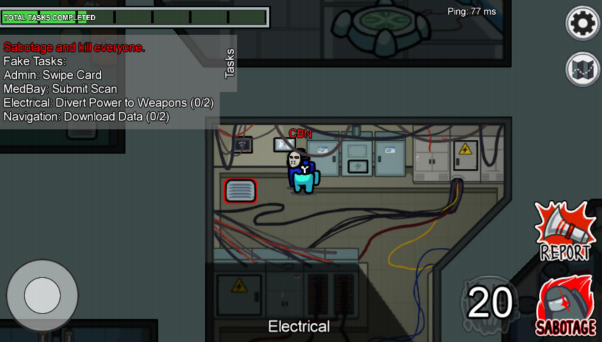 TOTAL TASKS COMPLETED
Ping: 77 ms
Sabotage and kill everyone.
Fake Tasks:
Admin: Swipe Card
MedBay: Submit Scan
Electrical: Divert Power to Weapons (0/2)
Navigation: Download Data (0/2)
Tasks
REPORT
20
SABOTAGE
Electrical